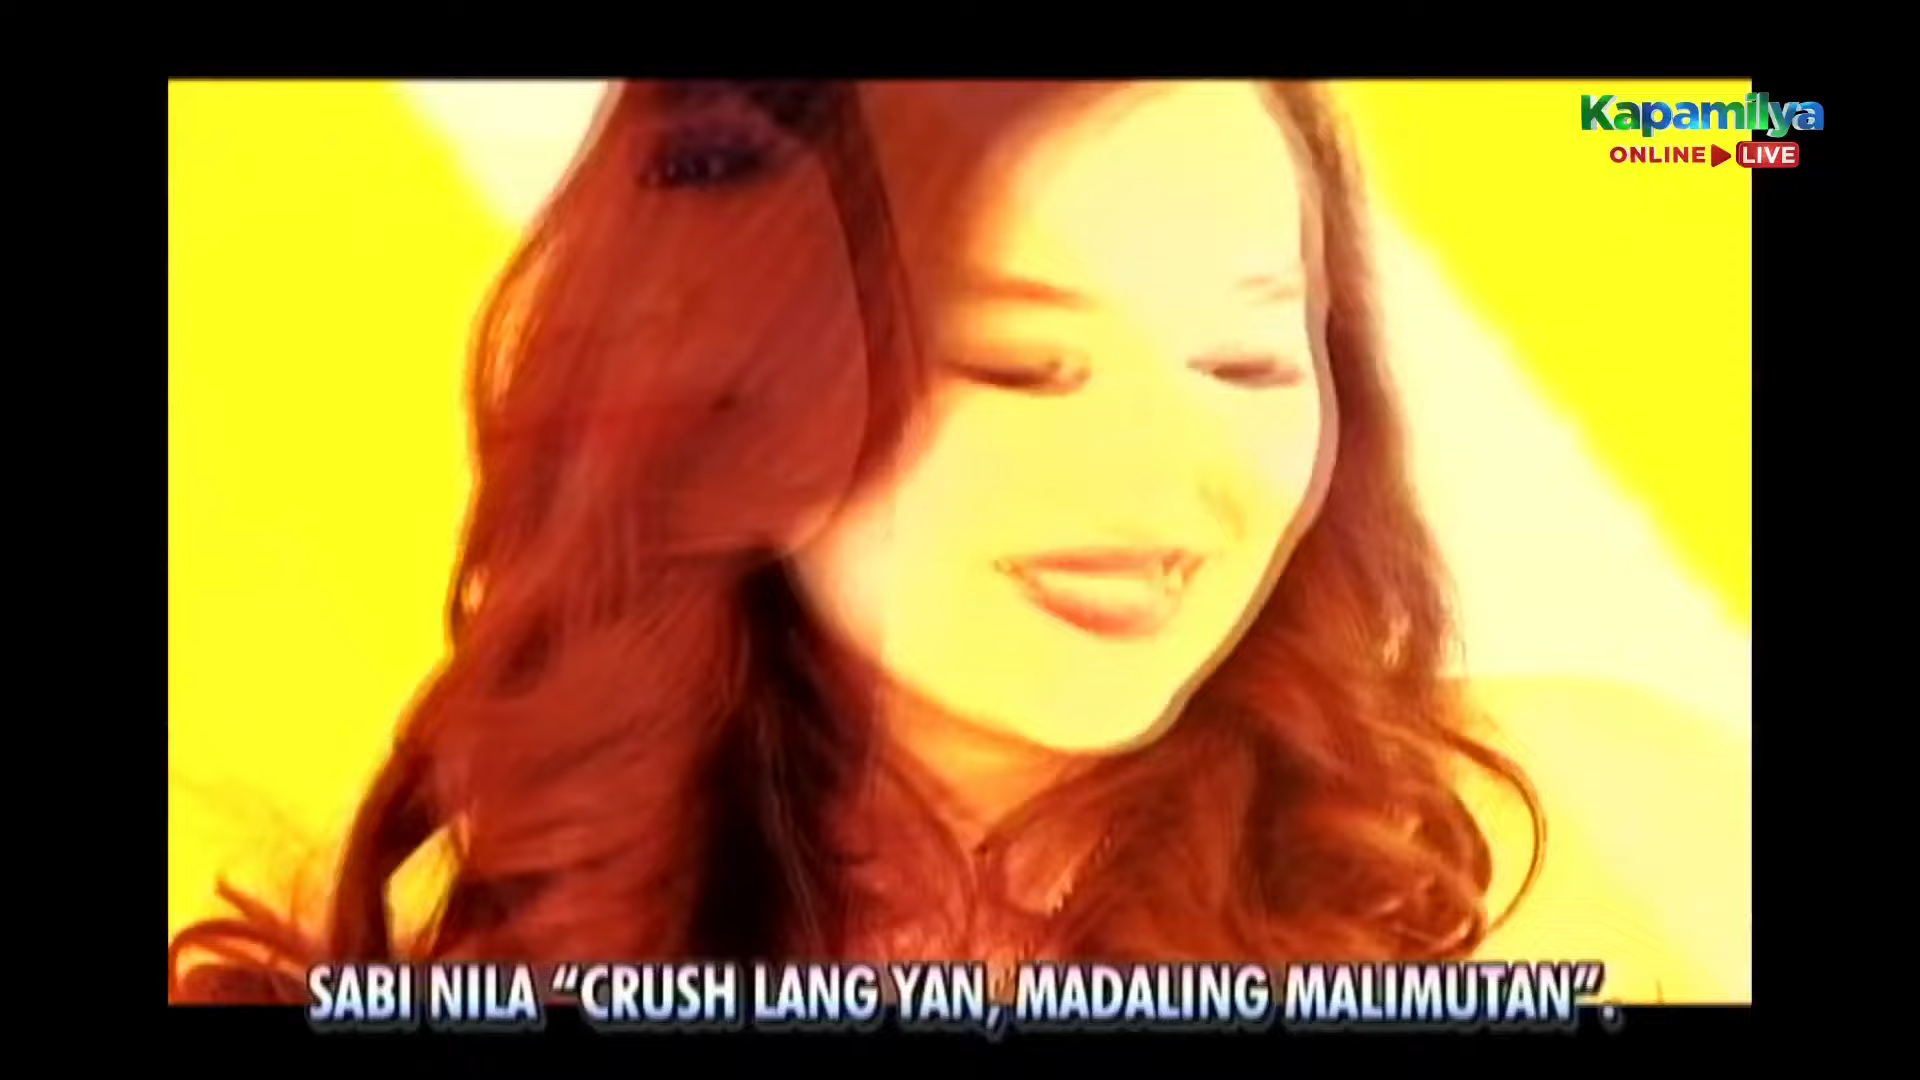 Kapamilya
ONLINE LIVE
SABI NILA “CRUSH LANG YAN, MADALING MALIMUTAN”.